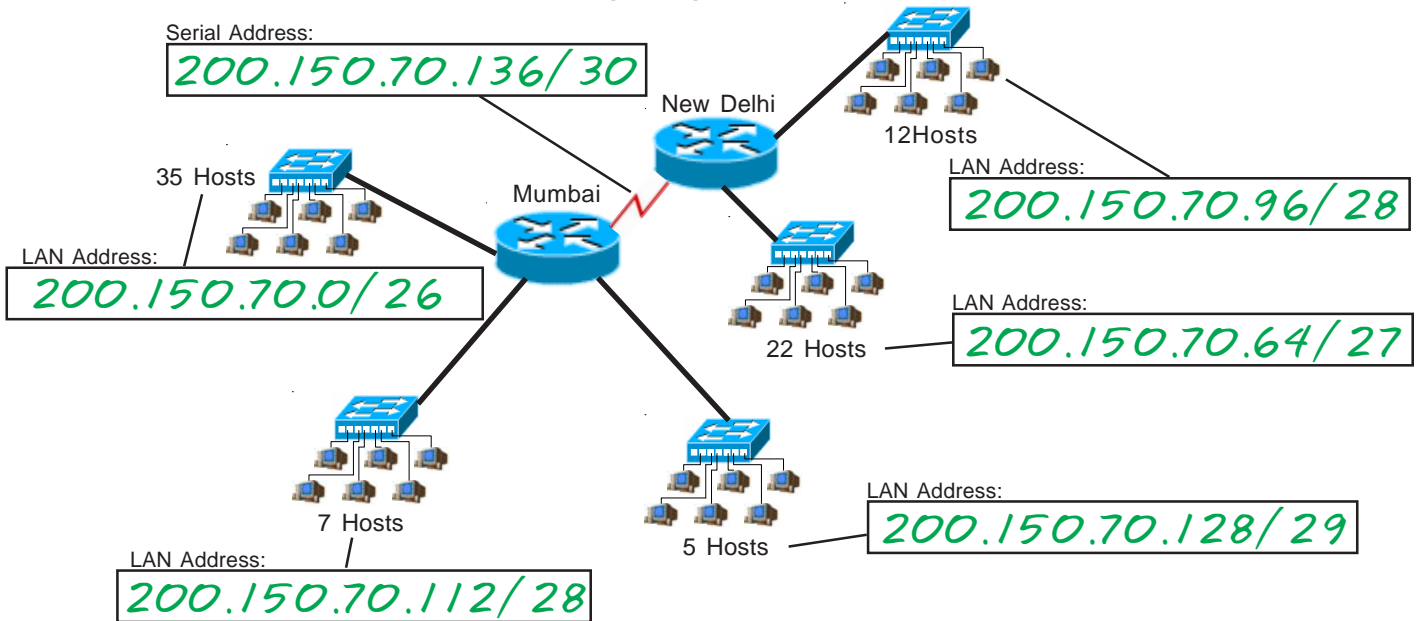 Serial Address:
200.150.70.136/30
New Delhi
12Hosts
LAN Address:
200.150.70.96/28
35 Hosts
Mumbai
LAN Address:
200.150.70.0/26
LAN Address:
200.150.70.64/27
22 Hosts
7 Hosts
LAN Address:
200.150.70.112/28
5 Hosts
LAN Address:
200.150.70.128/29